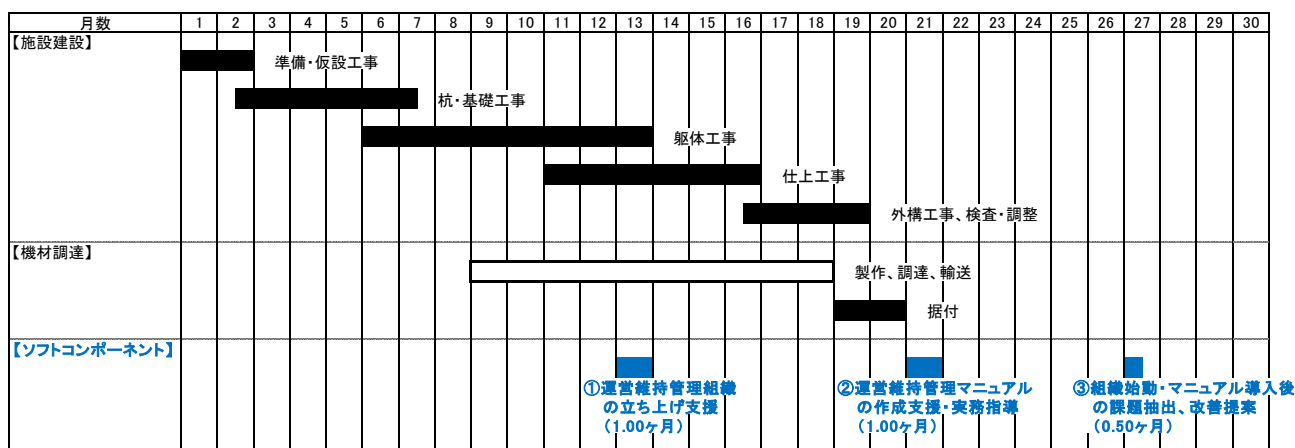 月数 1 2 3 4 5 6 7 8 9 10 11 12 13 14 15 16 17 18 19 20 21 22 23 24 25 26 27 28 29 30
【施設建設】
準備・仮設工事
杭・基礎工事
躯体工事
仕上工事
外構工事、検査・調整
【機材調達】
製作、調達、輸送
据付
【ソフトコンポーネント】
①運営維持管理組織
の立ち上げ支援
(1.00ヶ月)
②運営維持管理マニュアル
の作成支援・実務指導
(1.00ヶ月)
③組織始動・マニュアル導入後
の課題抽出、改善提案
(0.50ヶ月)